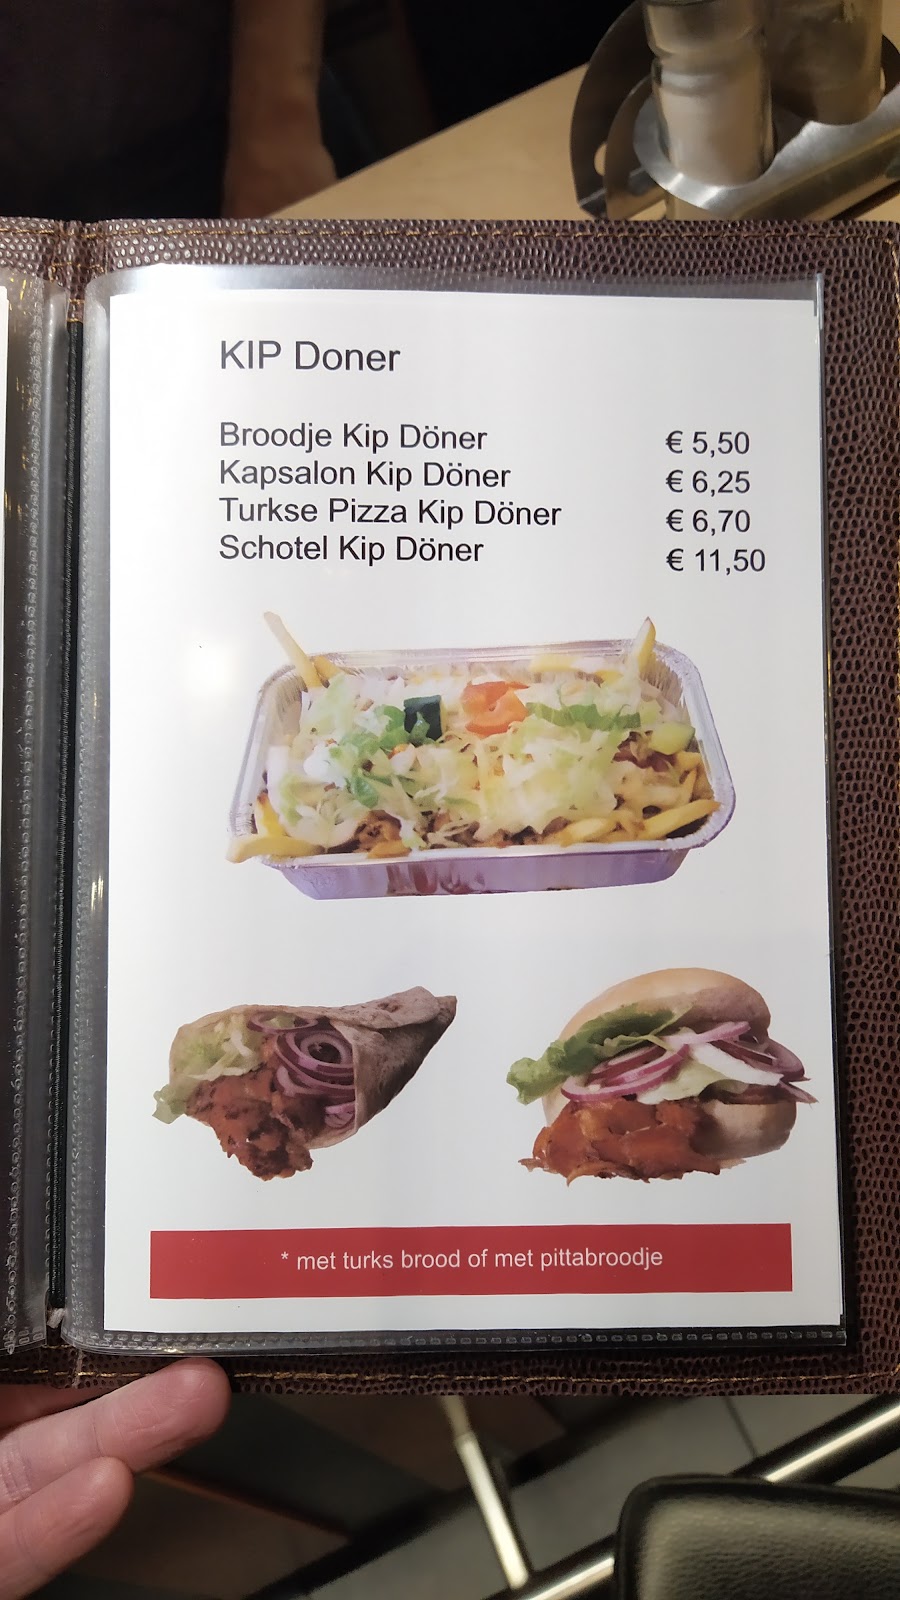 KIP Doner
Broodje Kip Döner € 5,50
Kapsalon Kip Döner € 6,25
Turkse Pizza Kip Döner € 6,70
Schotel Kip Döner € 11,50
* met turks brood of met pittabroodje